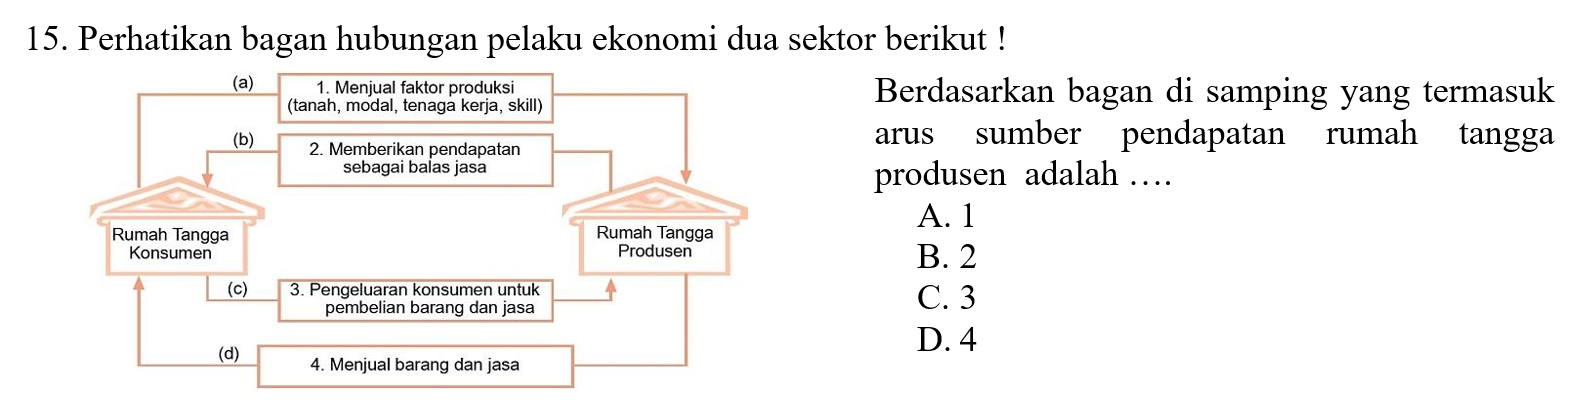 15. Perhatikan bagan hubungan pelaku ekonomi dua sektor berikut !
(a)
1. Menjual faktor produksi
(tanah, modal, tenaga kerja, skill)
(b)
2. Memberikan pendapatan
sebagai balas jasa
Rumah Tangga
Konsumen
Rumah Tangga
Produsen
(c)
3. Pengeluaran konsumen untuk
pembelian barang dan jasa
(d)
4. Menjual barang dan jasa
Berdasarkan bagan di samping yang termasuk
arus sumber pendapatan rumah tangga
produsen adalah ….
A. 1
B. 2
C. 3
D. 4